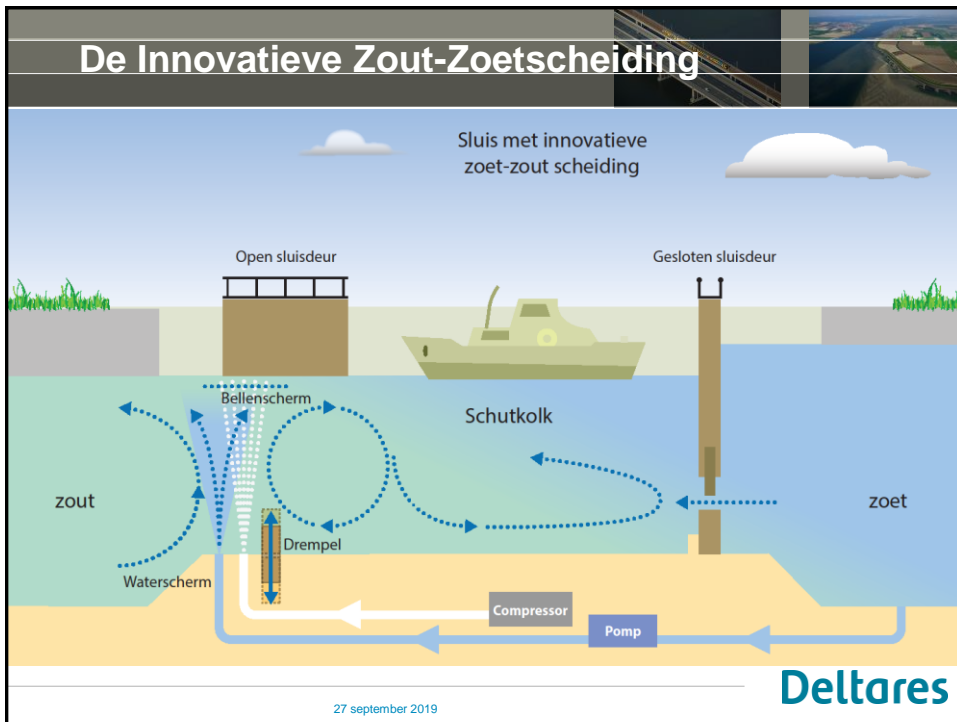 De Innovatieve Zout-Zoetscheiding
Sluis met innovatieve
zoet-zout scheiding
Open sluisdeur
Gesloten sluisdeur
Bellenscherm
Schutkolk
zout
zoet
Drempel
Waterscherm
Compressor
Pomp
Deltares
27 september 2019